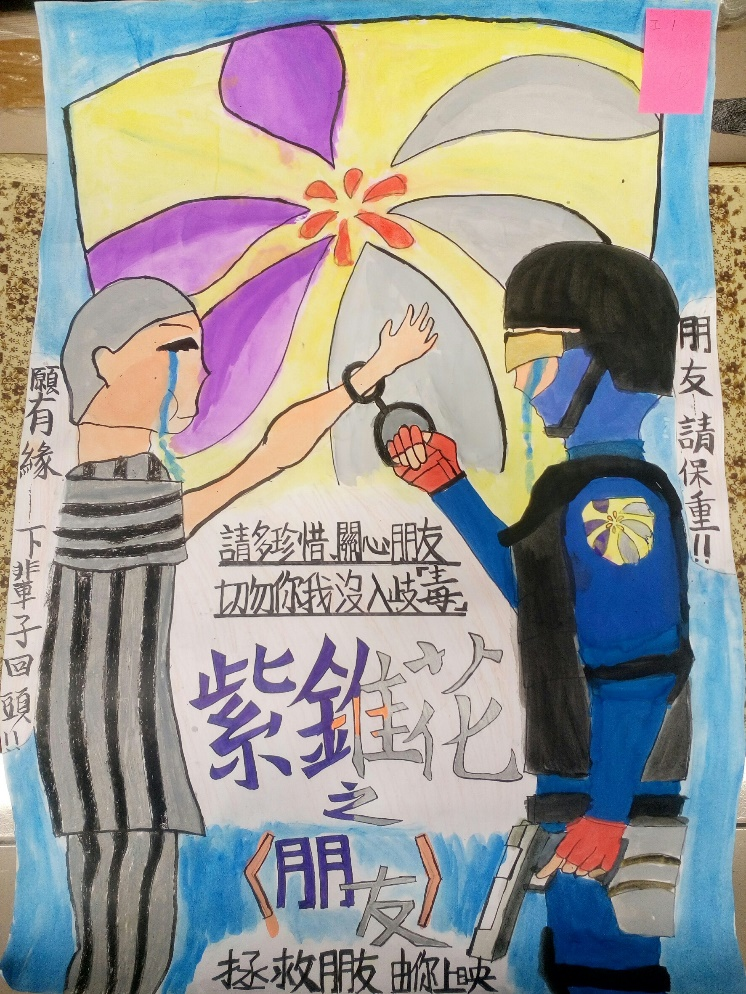 朋友…請保重!!
願有緣…下輩子回頭!!
請多珍惜關心朋友
切勿你我沒入歧「毒」
紫錐花
之
〈朋友〉
拯救朋友 由你上映